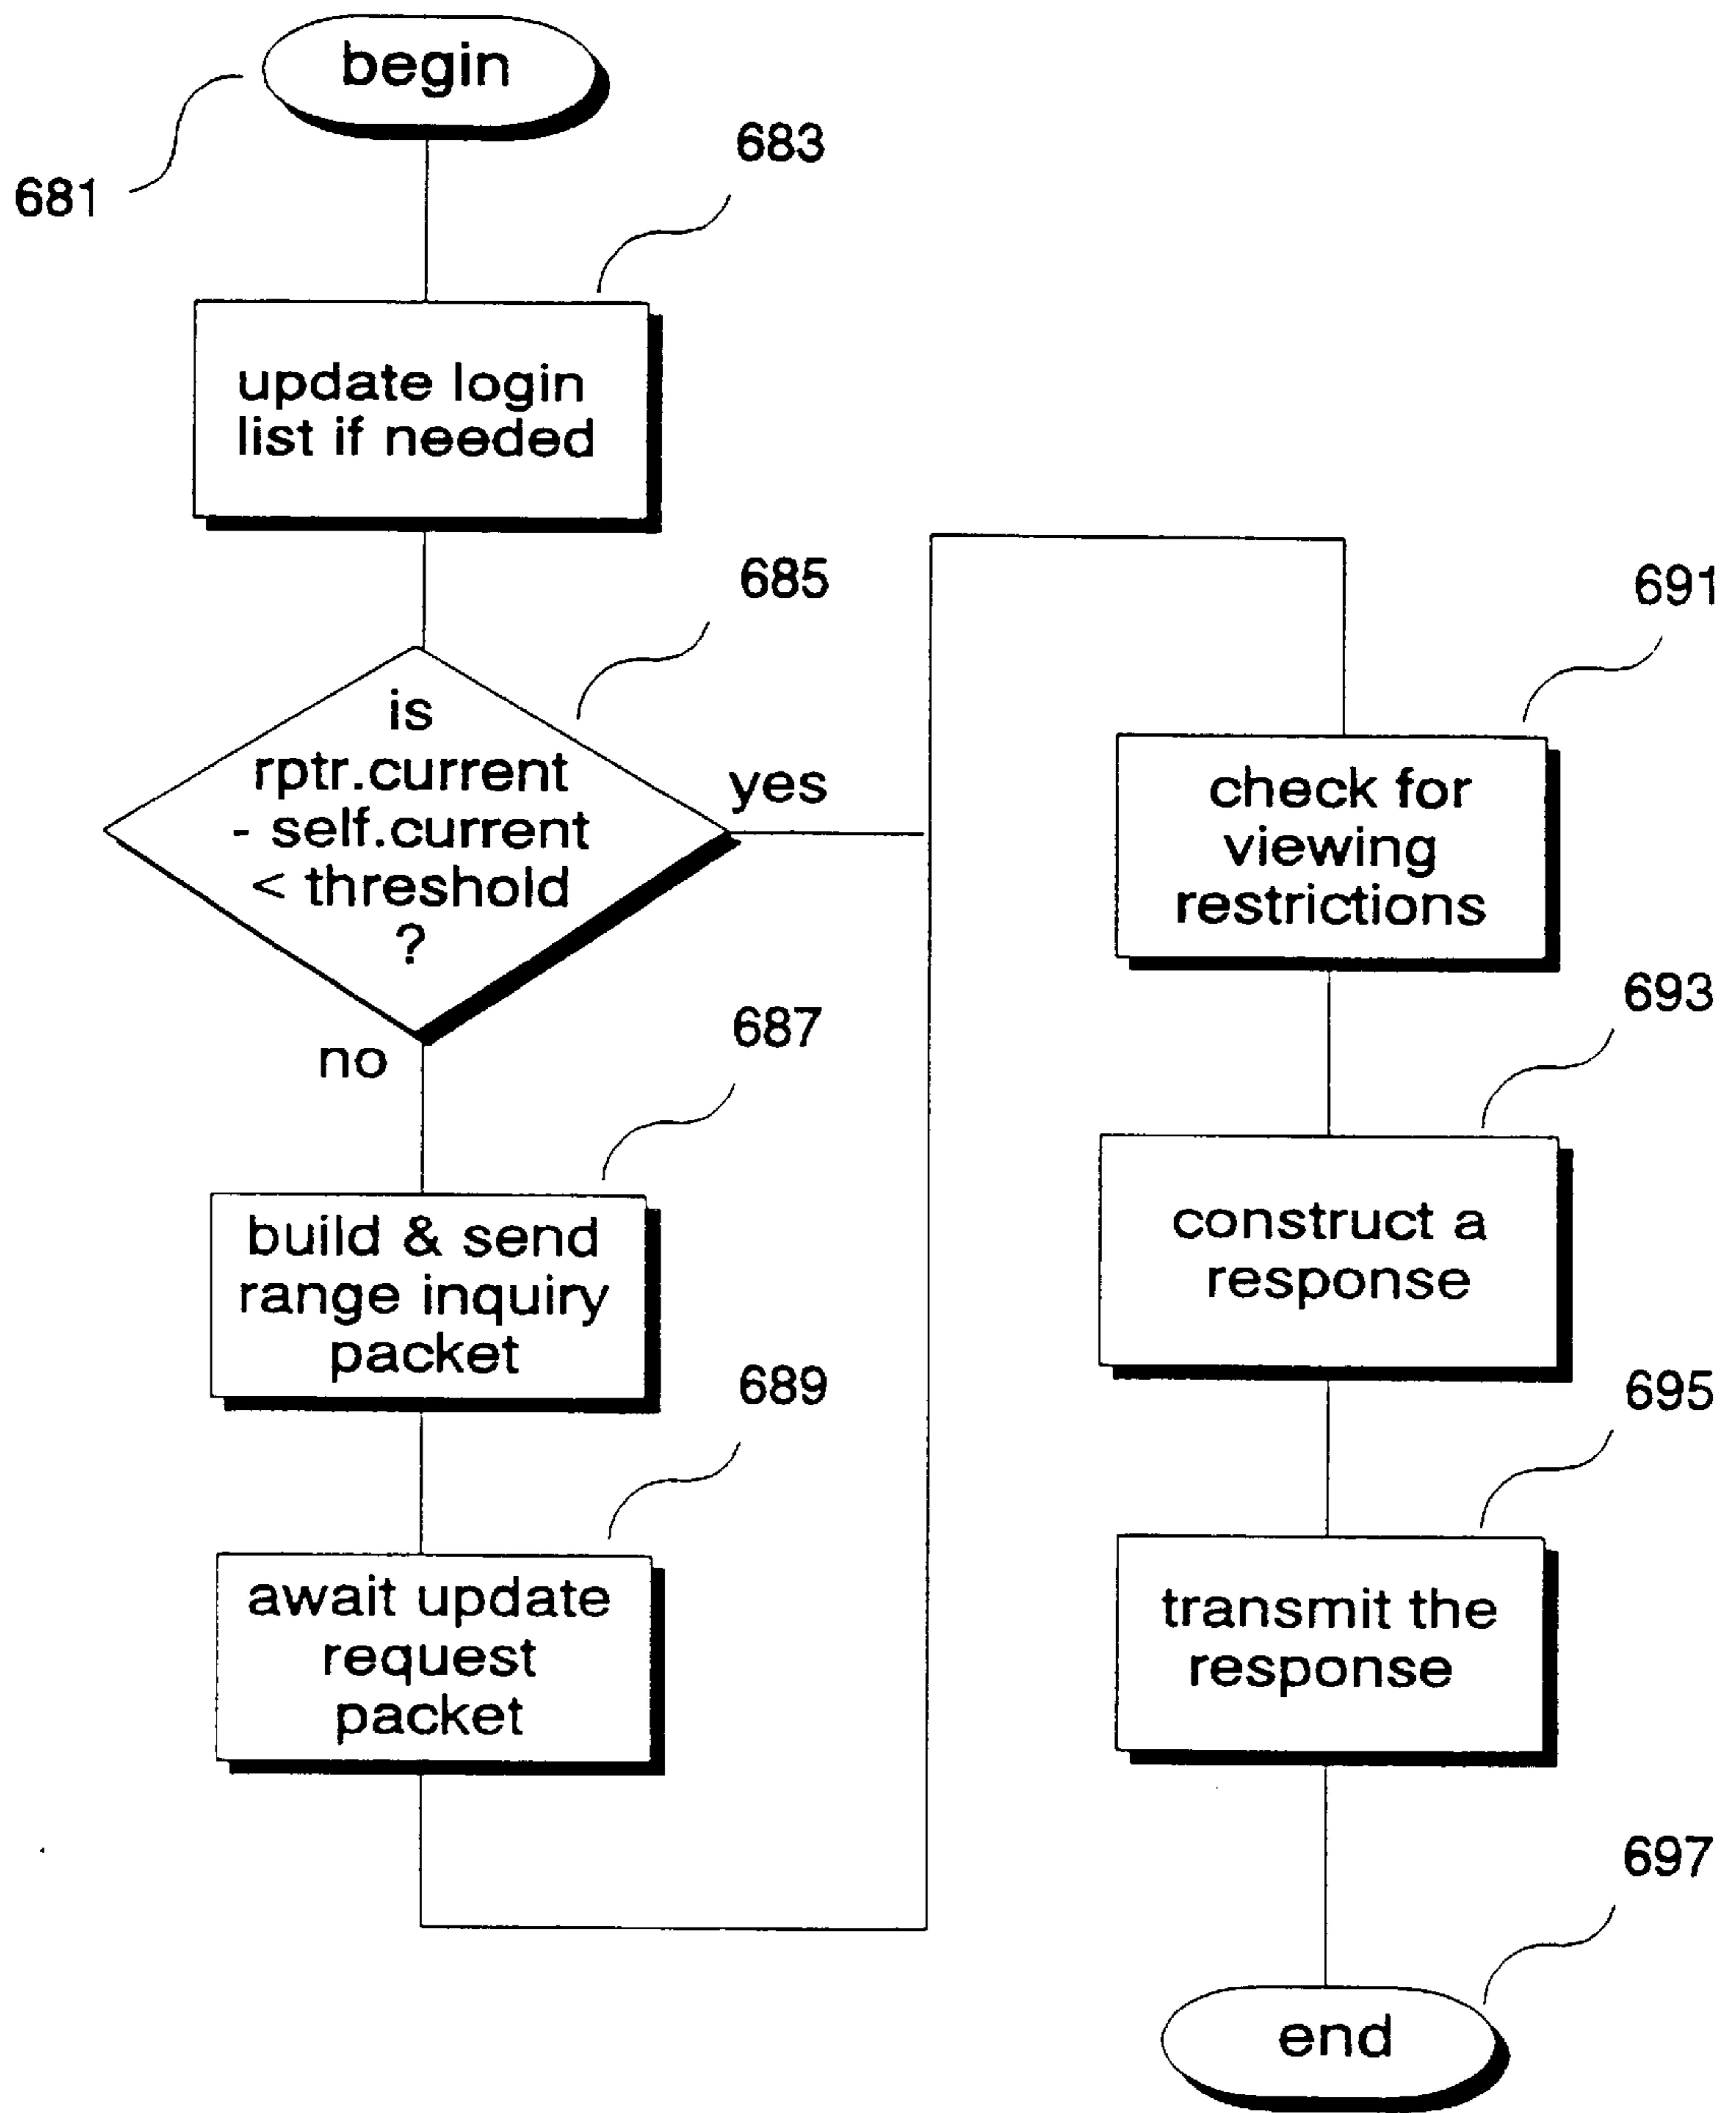 begin
681
683
update login
list if needed
685
is
rptr.current
- self.current
< threshold
?
yes
no
687
build & send
range inquiry
packet
689
await update
request
packet
691
check for
viewing
restrictions
693
construct a
response
695
transmit the
response
697
end